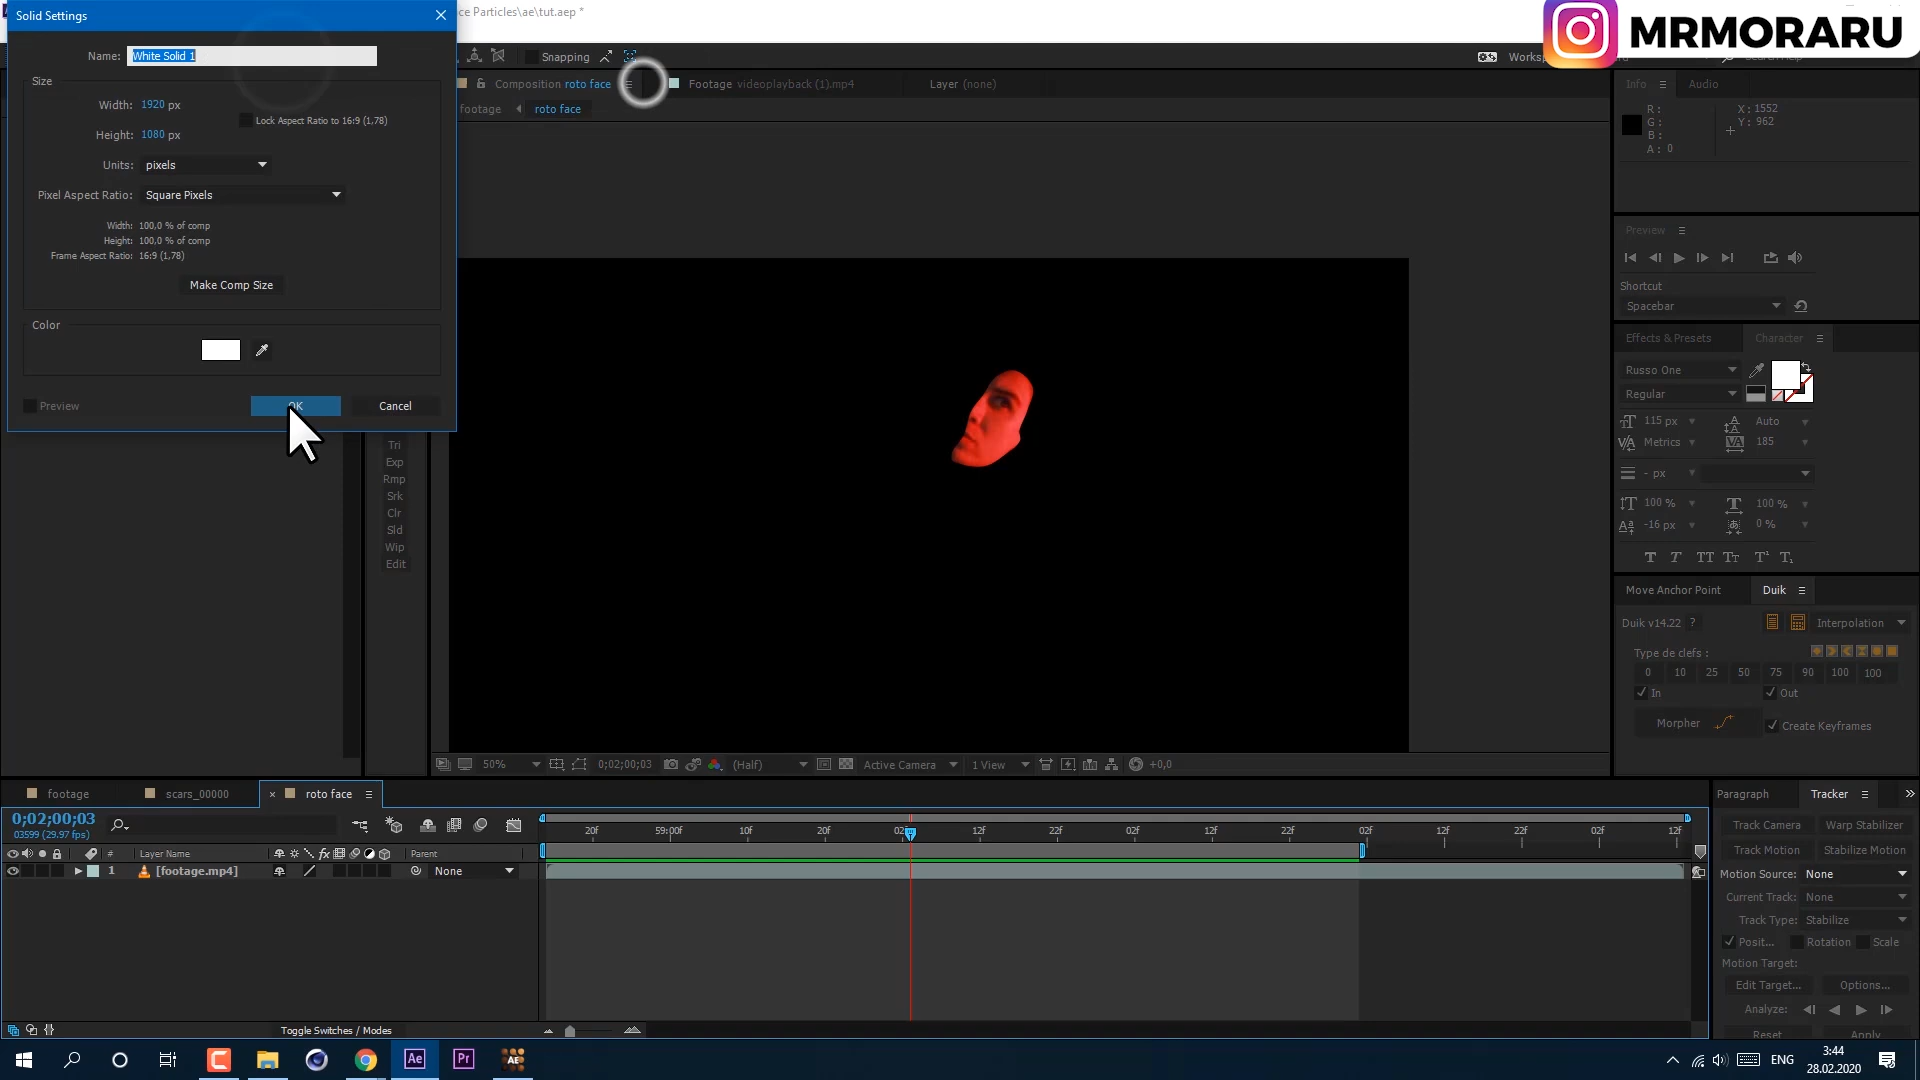 Solid Settings
ce Particles\ae\tut.aep *
MRMORARU
Name: White Solid 1
Size
Width: 1920 px
Lock Aspect Ratio to 16:9 (1,78)
Height: 1080 px
Units: pixels
Pixel Aspect Ratio: Square Pixels
Width: 100,0 % of comp
Height: 100,0 % of comp
Frame Aspect Ratio: 16:9 (1,78)
Make Comp Size
Color
Preview OK Cancel
Snapping
Composition roto face Footage videoplayback (1).mp4 Layer (none)
footage roto face
Tri
Exp
Rmp
Srk
Clr
Sld
Wip
Edit
50% 0;02;00;03 (Half) Active Camera 1 View +0,0
Info Audio
R: X: 1552
G: Y: 962
B:
A: 0
Preview
Shortcut
Spacebar
Effects & Presets Character
Russo One
Regular
115 px Auto
Metrics 185
- px
100 % 100 %
-16 px 0 %
T T TT Tt T¹ T₁
Move Anchor Point Duik
Duik v14.22 ? Interpolation
Type de clefs :
0 10 25 50 75 90 100 100
In Out
Morpher Create Keyframes
footage scars_00000 roto face
0;02;00;03
03599 (29.97 fps)
20f 59:00f 10f 20f 02: 12f 22f 02f 12f 22f 02f 12f 22f 02f 12f
# Layer Name fx Parent
1 [footage.mp4] None
Toggle Switches / Modes
Paragraph Tracker
Track Camera Warp Stabilizer
Track Motion Stabilize Motion
Motion Source: None
Current Track: None
Track Type: Stabilize
Posit... Rotation Scale
Motion Target:
Edit Target... Options...
Analyze:
Reset Apply
Ae Pr AE
ENG
3:44
28.02.2020